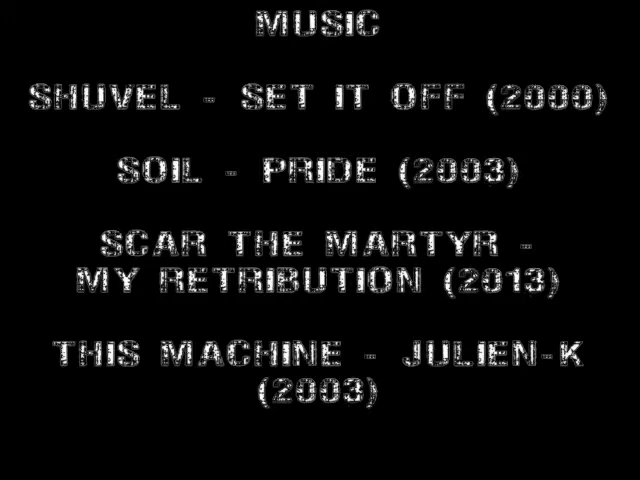 MUSIC
SHUVEL - SET IT OFF (2000)
SOIL - PRIDE (2003)
SCAR THE MARTYR -
MY RETRIBUTION (2013)
THIS MACHINE - JULIEN-K
(2003)